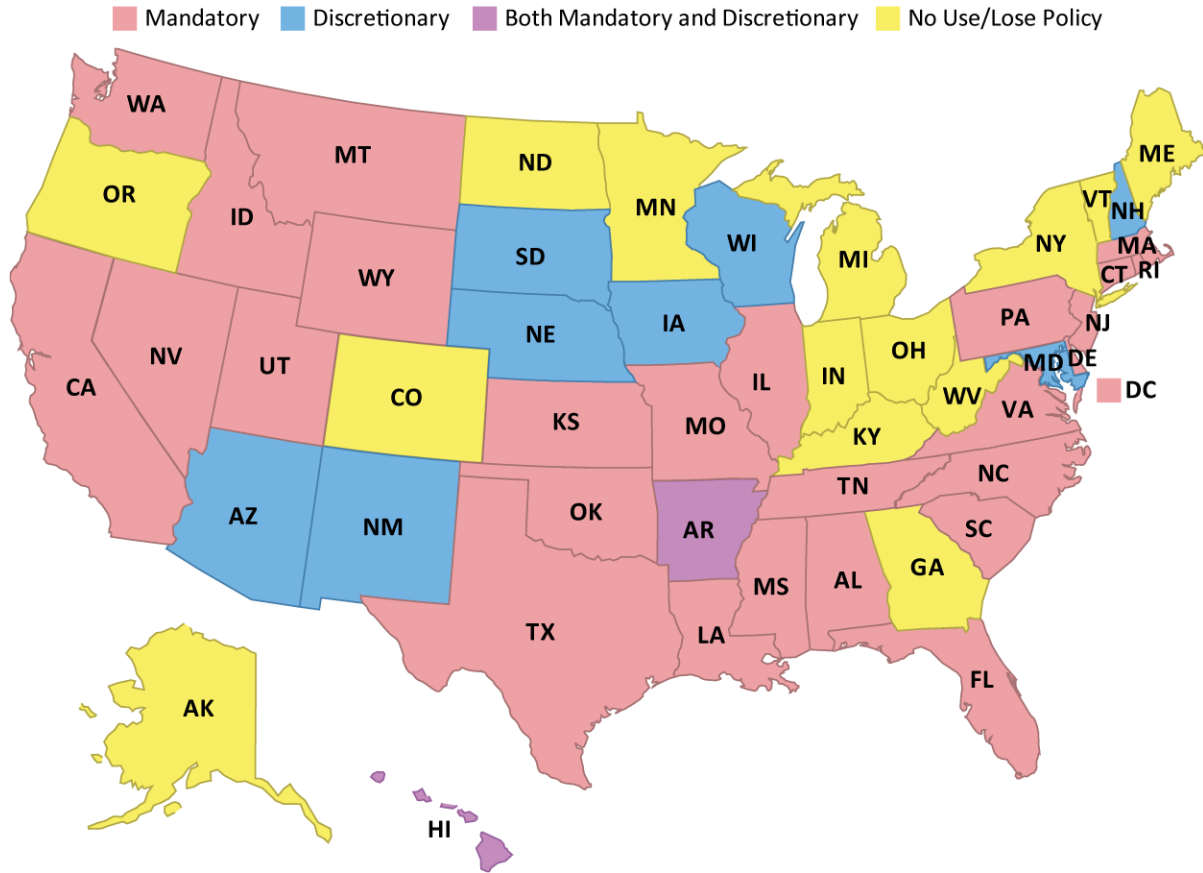 Mandatory Discretionary Both Mandatory and Discretionary No Use/Lose Policy
WA
MT
ND
ME
OR
MN
VT
NH
ID
WI
NY
MA
SD
MI
CT
RI
WY
PA
IA
NJ
NE
OH
NV
MD
DE
UT
IL
IN
CA
DC
CO
WV
VA
KS
MO
KY
NC
TN
AZ
OK
NM
AR
SC
GA
MS
AL
TX
LA
FL
AK
HI